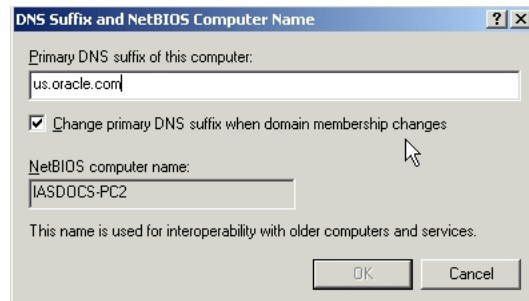 DNS Suffix and NetBIOS Computer Name
Primary DNS suffix of this computer:
us.oracle.com
Change primary DNS suffix when domain membership changes
NetBIOS computer name:
IASDOCS-PC2
This name is used for interoperability with older computers and services.
OK Cancel